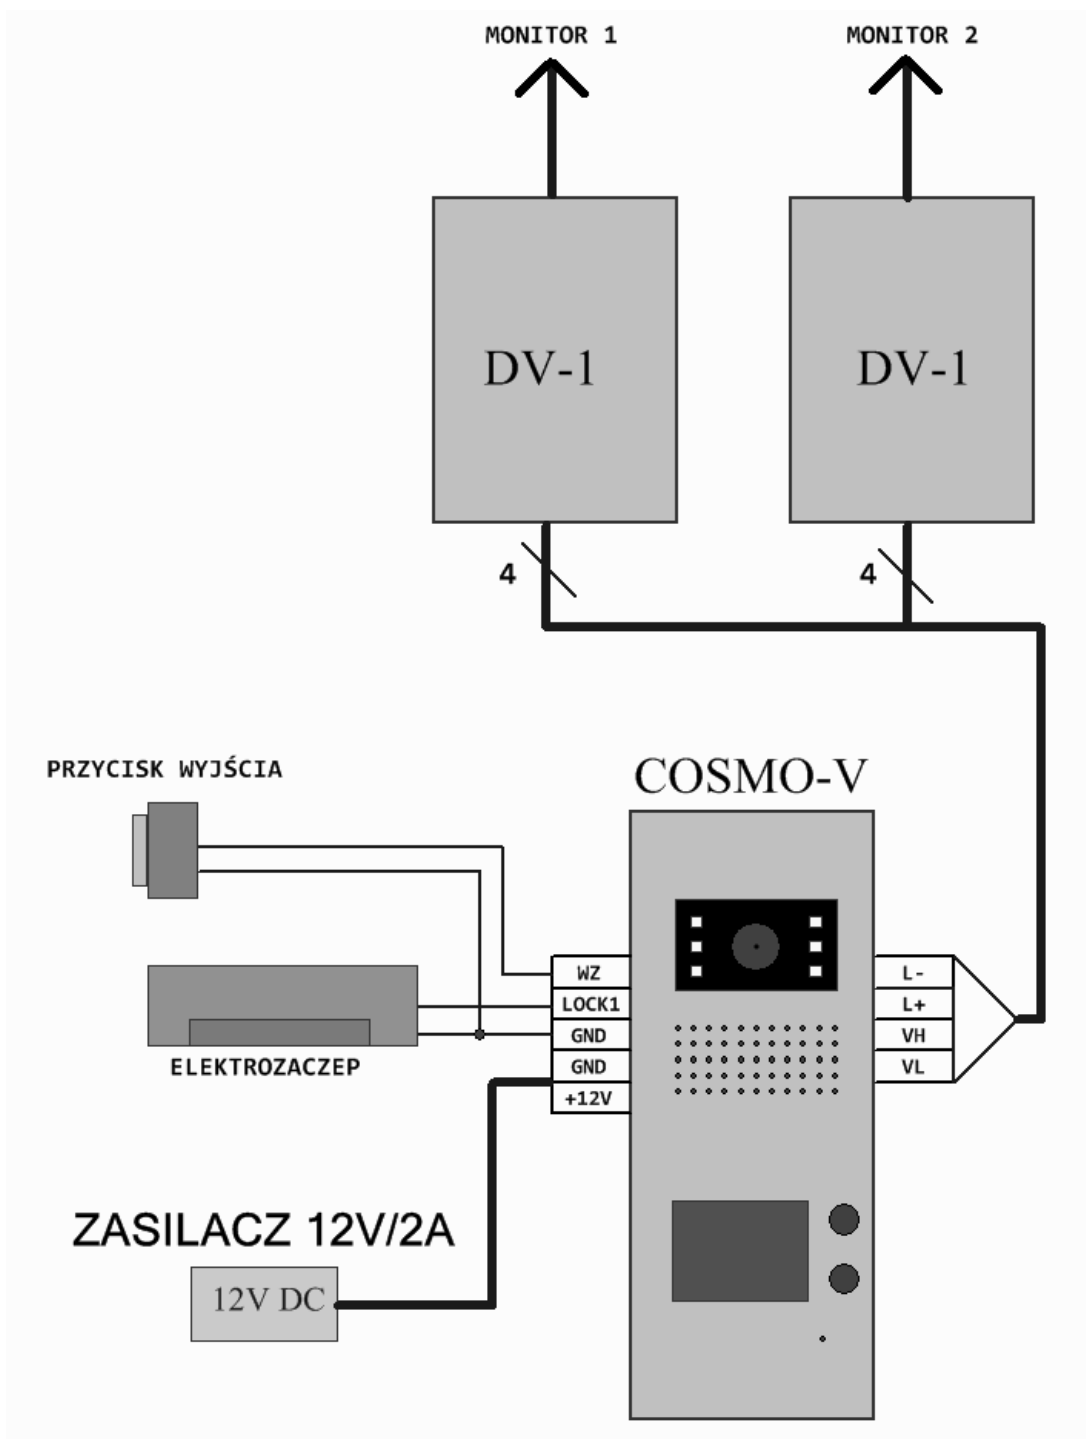 MONITOR 1
MONITOR 2
DV-1
DV-1
4
4
PRZYCISK WYJŚCIA
COSMO-V
WZ
LOCK1
GND
GND
+12V
L-
L+
VH
VL
ELEKTROZACZEP
ZASILACZ 12V/2A
12V DC